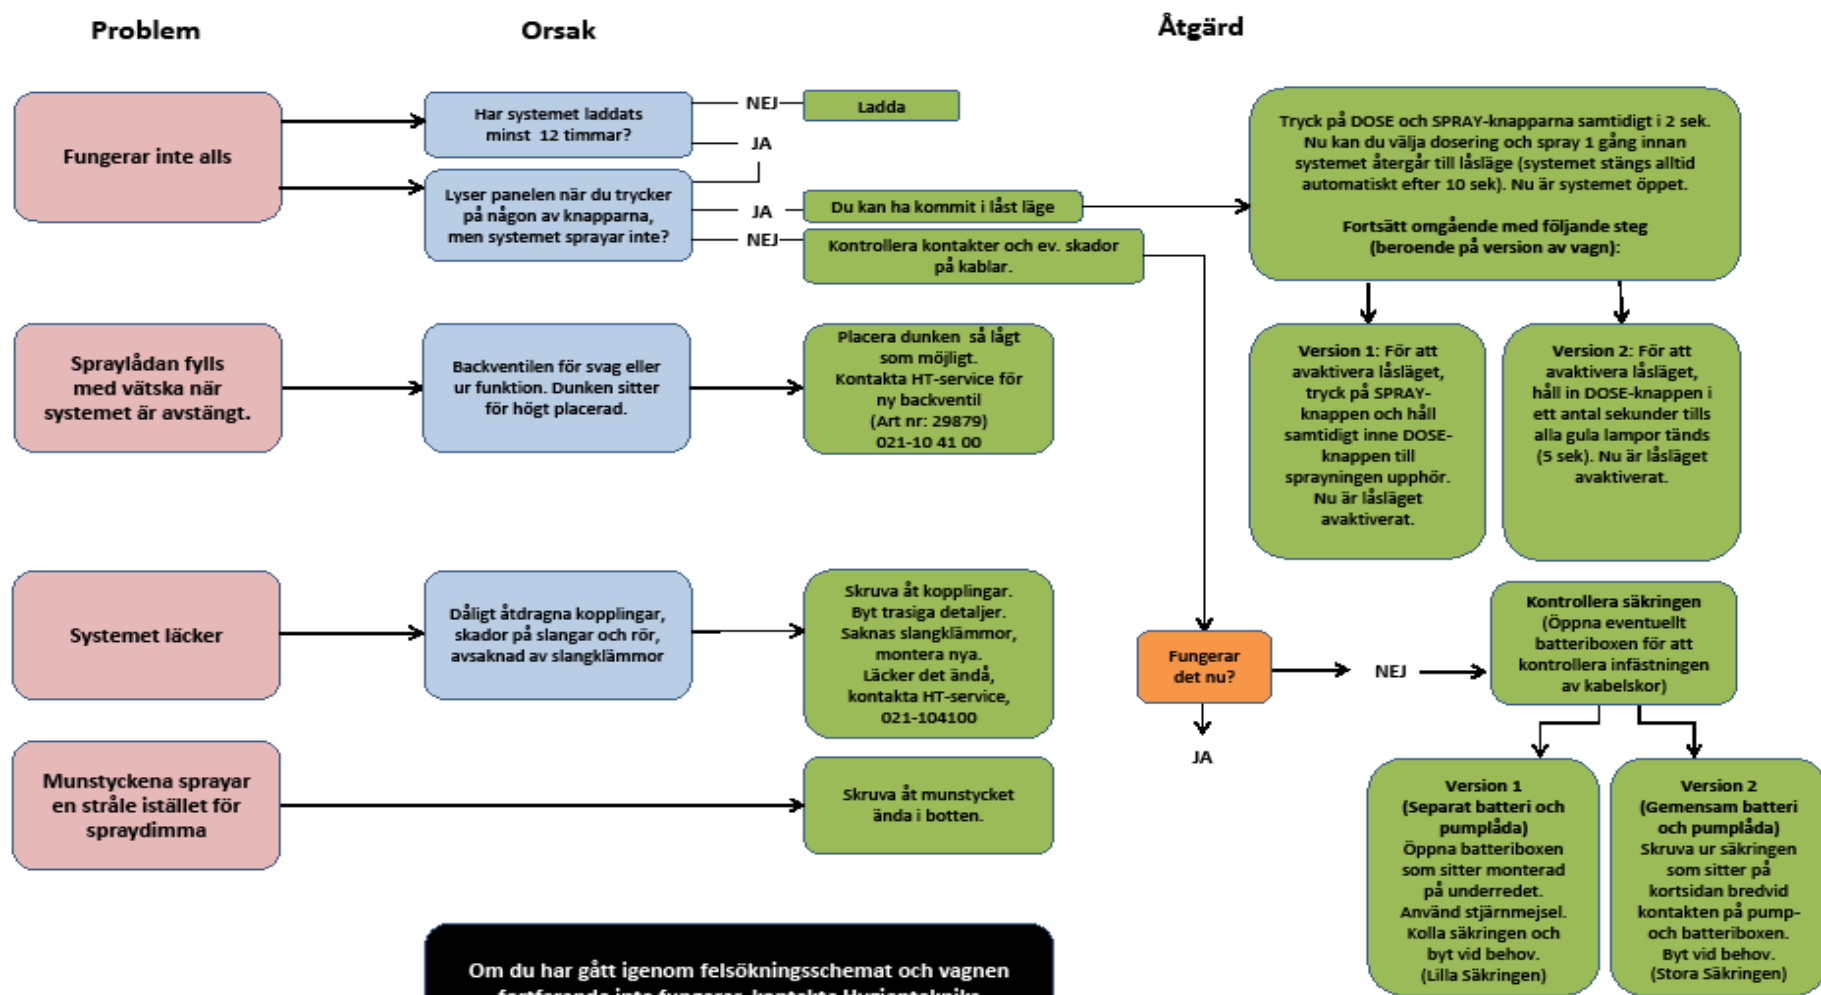 Problem
Orsak
Åtgärd
Fungerar inte alls
Har systemet laddats
minst 12 timmar?
NEJ
Ladda
JA
Lyser panelen när du trycker
på någon av knapparna,
men systemet sprayar inte?
JA
Du kan ha kommit i låst läge
NEJ
Kontrollera kontakter och ev. skador
på kablar.
Tryck på DOSE och SPRAY-knapparna samtidigt i 2 sek.
Nu kan du välja dosering och spray 1 gång innan
systemet återgår till låsläge (systemet stängs alltid
automatiskt efter 10 sek). Nu är systemet öppet.
Fortsätt omgående med följande steg
(beroende på version av vagn):
Version 1: För att
avaktivera låsläget,
tryck på SPRAY-
knappen och håll
samtidigt inne DOSE-
knappen till
sprayningen upphör.
Nu är låsläget
avaktiverat.
Version 2: För att
avaktivera låsläget,
håll in DOSE-knappen i
ett antal sekunder tills
alla gula lampor tänds
(5 sek). Nu är låsläget
avaktiverat.
Spraylådan fylls
med vätska när
systemet är avstängt.
Backventilen för svag eller
ur funktion. Dunken sitter
för högt placerad.
Placera dunken så lågt
som möjligt.
Kontakta HT-service för
ny backventil
(Art nr: 29879)
021-10 41 00
Systemet läcker
Dåligt åtdragna kopplingar,
skador på slangar och rör,
avsaknad av slangklämmor
Skruva åt kopplingar.
Byt trasiga detaljer.
Saknas slangklämmor,
montera nya.
Läcker det ändå,
kontakta HT-service,
021-104100
Fungerar
det nu?
NEJ
JA
Kontrollera säkringen
(Öppna eventuellt
batteriboxen för att
kontrollera infästningen
av kabelskor)
Version 1
(Separat batteri och
pumplåda)
Öppna batteriboxen
som sitter monterad
på underredet.
Använd stjärnmejsel.
Kolla säkringen och
byt vid behov.
(Lilla Säkringen)
Version 2
(Gemensam batteri
och pumplåda)
Skruva ur säkringen
som sitter på
kortsidan bredvid
kontakten på pump-
och batteriboxen.
Byt vid behov.
(Stora Säkringen)
Munstyckena sprayar
en stråle istället för
spraydimma
Skruva åt munstycket
ända i botten.
Om du har gått igenom felsökningsschemat och vagnen
fortfarande inte fungerar, kontakta Hygienteknik